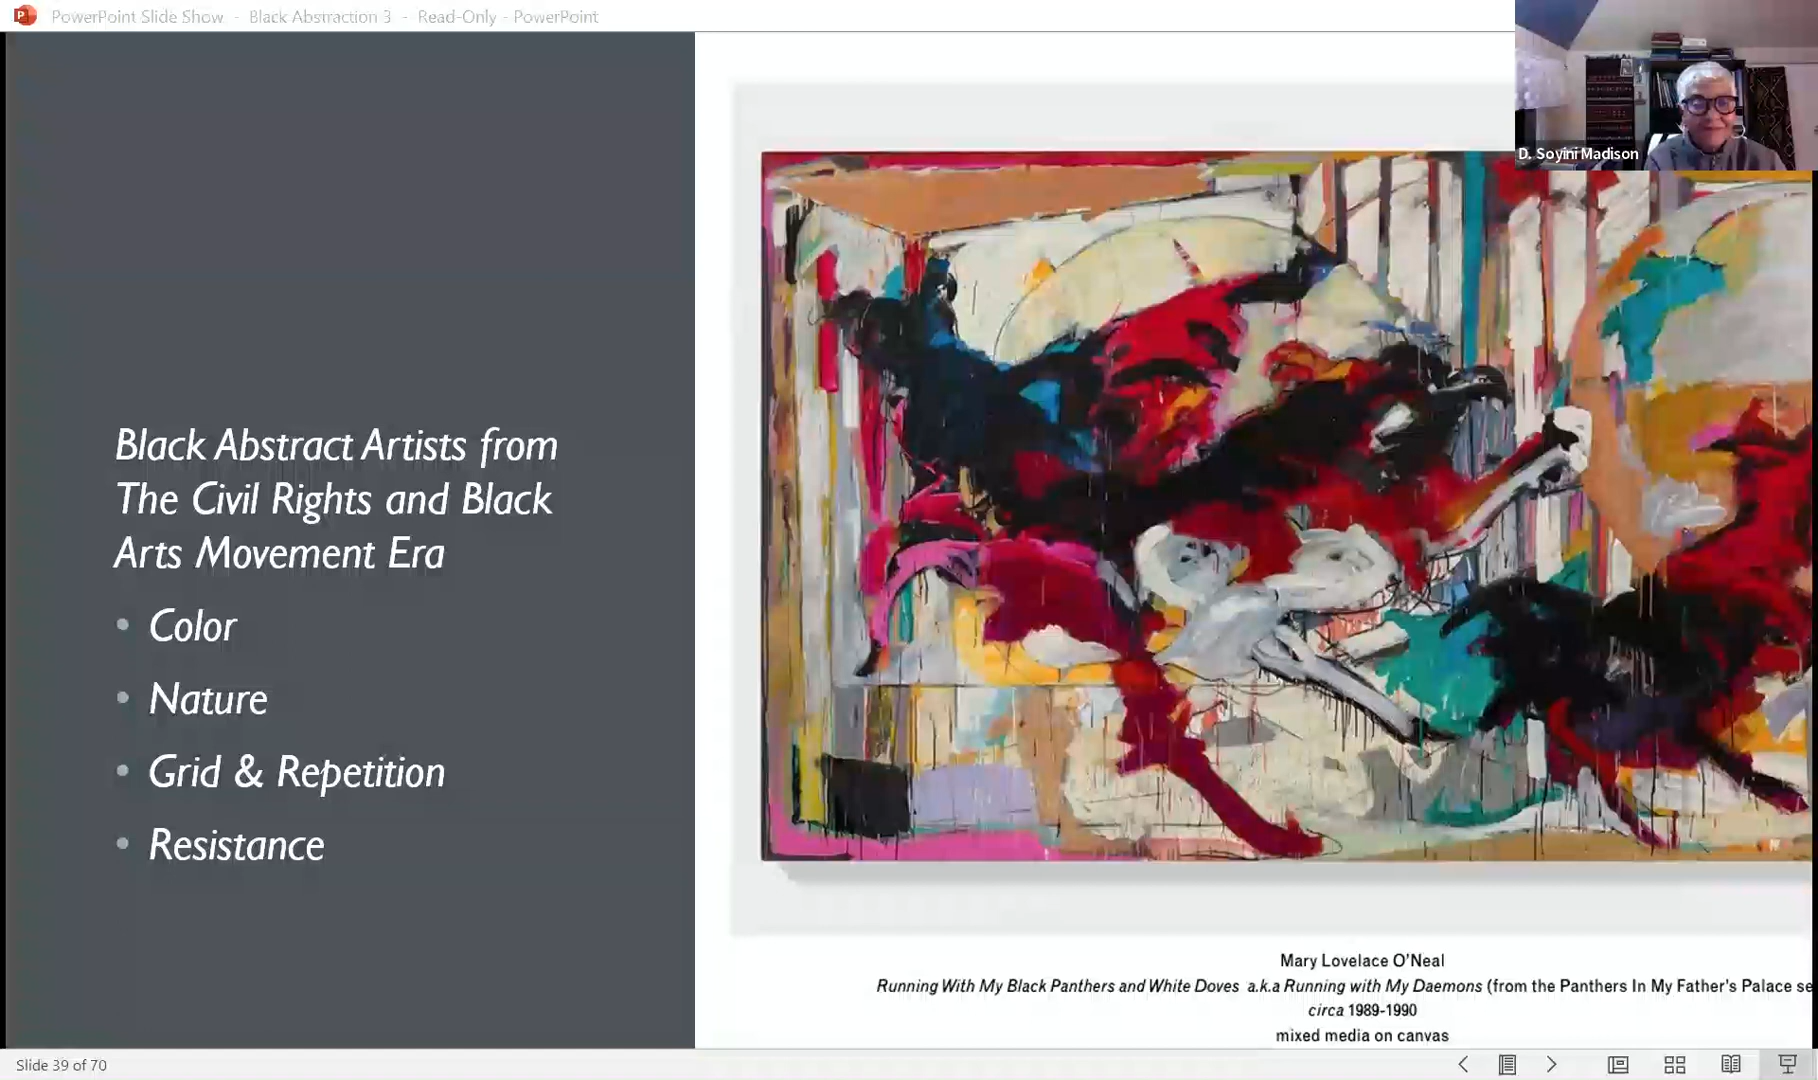 PowerPoint Slide Show - Black Abstraction 3 - Read-Only - PowerPoint
D. Soyini Madison
Black Abstract Artists from
The Civil Rights and Black
Arts Movement Era
• Color
• Nature
• Grid & Repetition
• Resistance
Mary Lovelace O'Neal
Running With My Black Panthers and White Doves a.k.a Running with My Daemons (from the Panthers In My Father's Palace se
circa 1989-1990
mixed media on canvas
Slide 39 of 70